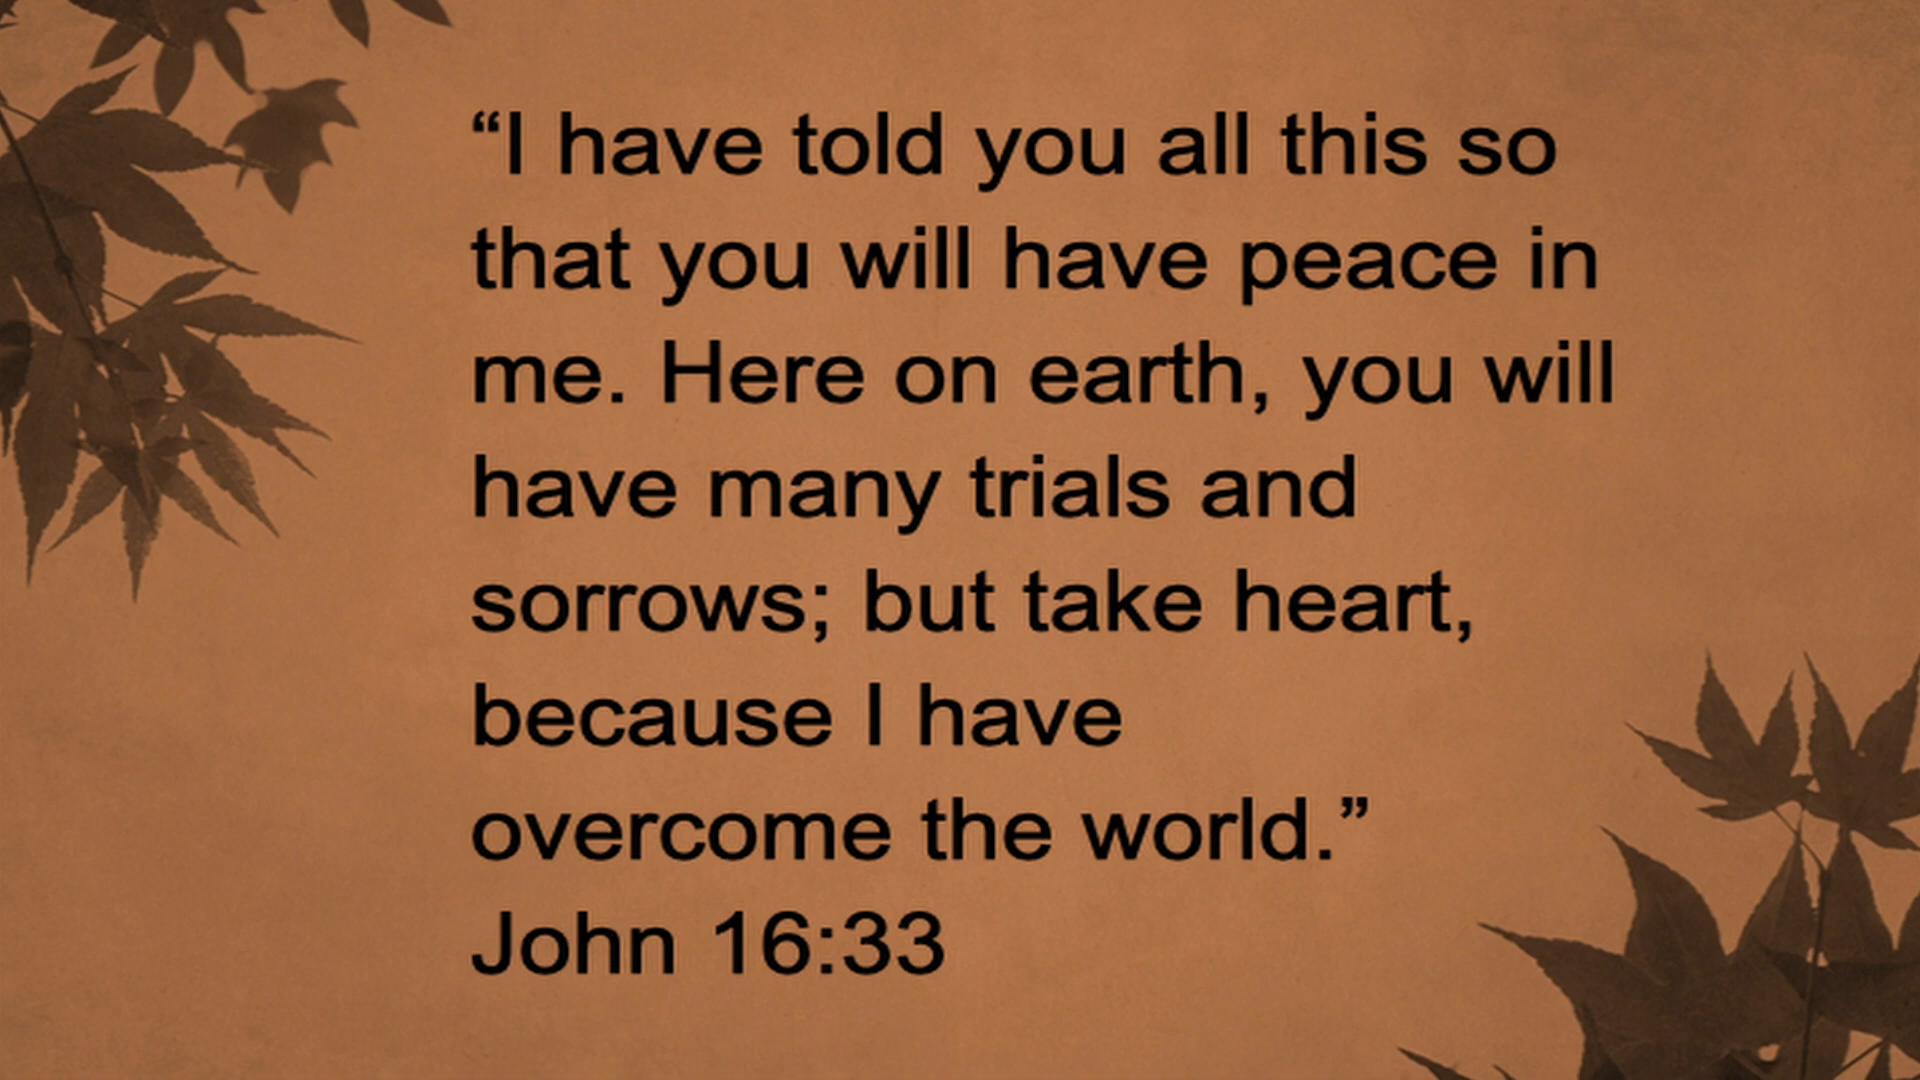 “I have told you all this so
that you will have peace in
me. Here on earth, you will
have many trials and
sorrows; but take heart,
because I have
overcome the world.”
John 16:33